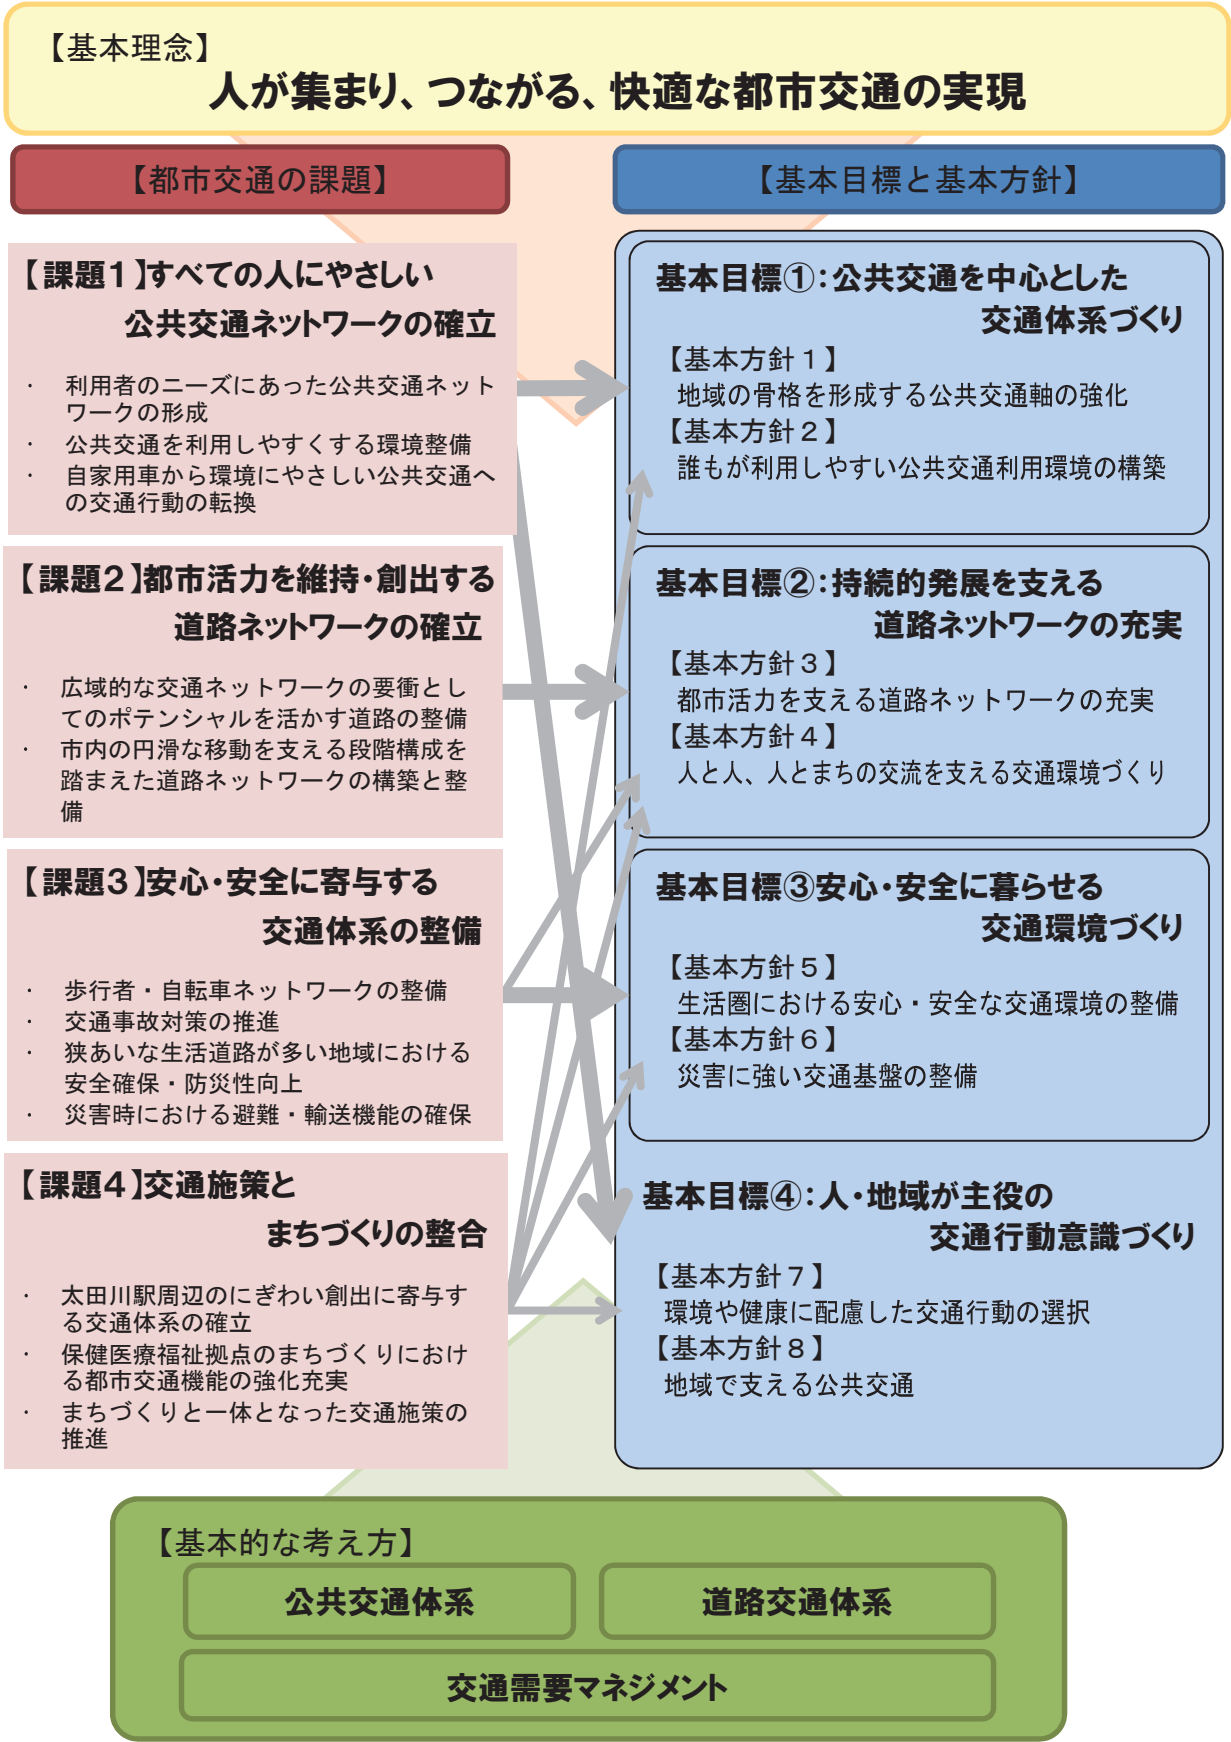 【基本理念】
人が集まり、つながる、快適な都市交通の実現
【都市交通の課題】
【課題１】すべての人にやさしい
公共交通ネットワークの確立
・ 利用者のニーズにあった公共交通ネット
ワークの形成
・ 公共交通を利用しやすくする環境整備
・ 自家用車から環境にやさしい公共交通へ
の交通行動の転換
【課題２】都市活力を維持・創出する
道路ネットワークの確立
・ 広域的な交通ネットワークの要衝とし
てのポテンシャルを活かす道路の整備
・ 市内の円滑な移動を支える段階構成を
踏まえた道路ネットワークの構築と整
備
【課題３】安心・安全に寄与する
交通体系の整備
・ 歩行者・自転車ネットワークの整備
・ 交通事故対策の推進
・ 狭あいな生活道路が多い地域における
安全確保・防災性向上
・ 災害時における避難・輸送機能の確保
【課題４】交通施策と
まちづくりの整合
・ 太田川駅周辺のにぎわい創出に寄与す
る交通体系の確立
・ 保健医療福祉拠点のまちづくりにおけ
る都市交通機能の強化充実
・ まちづくりと一体となった交通施策の
推進
【基本目標と基本方針】
基本目標①：公共交通を中心とした
交通体系づくり
【基本方針１】
地域の骨格を形成する公共交通軸の強化
【基本方針２】
誰もが利用しやすい公共交通利用環境の構築
基本目標②：持続的発展を支える
道路ネットワークの充実
【基本方針３】
都市活力を支える道路ネットワークの充実
【基本方針４】
人と人、人とまちの交流を支える交通環境づくり
基本目標③安心・安全に暮らせる
交通環境づくり
【基本方針５】
生活圏における安心・安全な交通環境の整備
【基本方針６】
災害に強い交通基盤の整備
基本目標④：人・地域が主役の
交通行動意識づくり
【基本方針７】
環境や健康に配慮した交通行動の選択
【基本方針８】
地域で支える公共交通
【基本的な考え方】
公共交通体系
道路交通体系
交通需要マネジメント